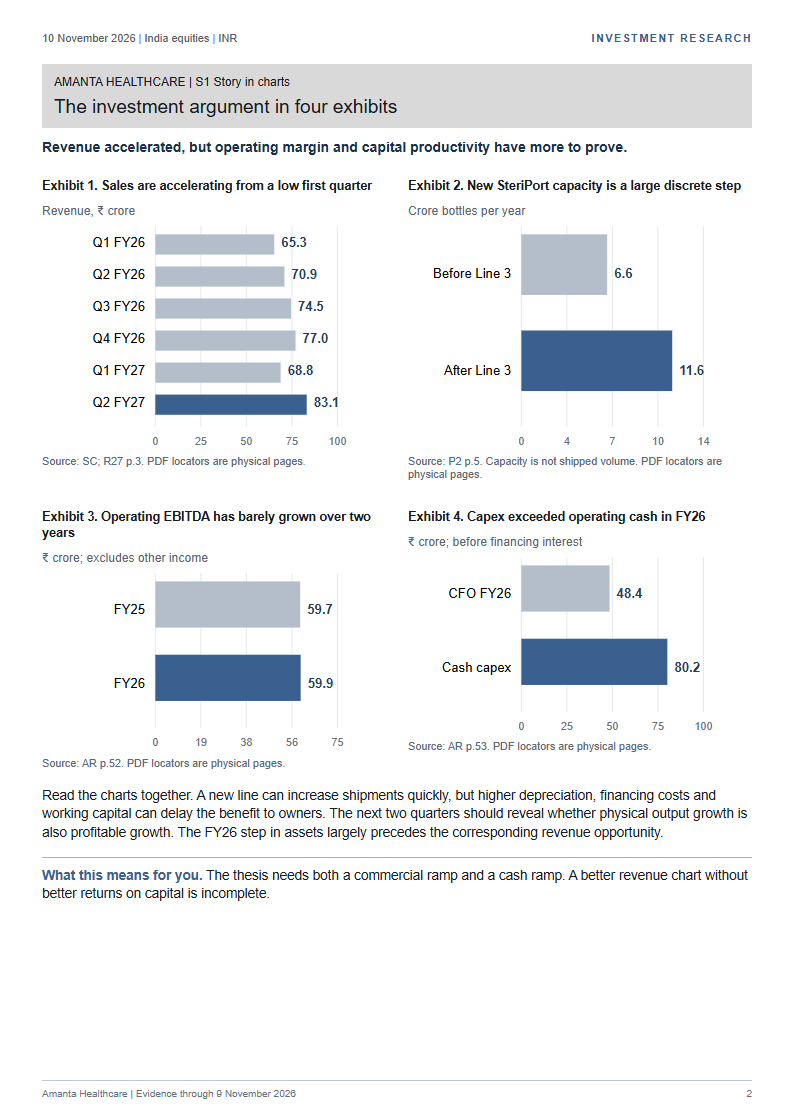 10 November 2026 | India equities | INR
INVESTMENT RESEARCH
AMANTA HEALTHCARE | S1 Story in charts
The investment argument in four exhibits
Revenue accelerated, but operating margin and capital productivity have more to prove.
Exhibit 1. Sales are accelerating from a low first quarter
Revenue, ₹ crore
Q1 FY26 65.3
Q2 FY26 70.9
Q3 FY26 74.5
Q4 FY26 77.0
Q1 FY27 68.8
Q2 FY27 83.1
0 25 50 75 100
Source: SC; R27 p.3. PDF locators are physical pages.
Exhibit 2. New SteriPort capacity is a large discrete step
Crore bottles per year
Before Line 3 6.6
After Line 3 11.6
0 4 7 10 14
Source: P2 p.5. Capacity is not shipped volume. PDF locators are
physical pages.
Exhibit 3. Operating EBITDA has barely grown over two
years
₹ crore; excludes other income
FY25 59.7
FY26 59.9
0 19 38 56 75
Source: AR p.52. PDF locators are physical pages.
Exhibit 4. Capex exceeded operating cash in FY26
₹ crore; before financing interest
CFO FY26 48.4
Cash capex 80.2
0 25 50 75 100
Source: AR p.53. PDF locators are physical pages.
Read the charts together. A new line can increase shipments quickly, but higher depreciation, financing costs and
working capital can delay the benefit to owners. The next two quarters should reveal whether physical output growth is
also profitable growth. The FY26 step in assets largely precedes the corresponding revenue opportunity.
What this means for you. The thesis needs both a commercial ramp and a cash ramp. A better revenue chart without
better returns on capital is incomplete.
Amanta Healthcare | Evidence through 9 November 2026
2